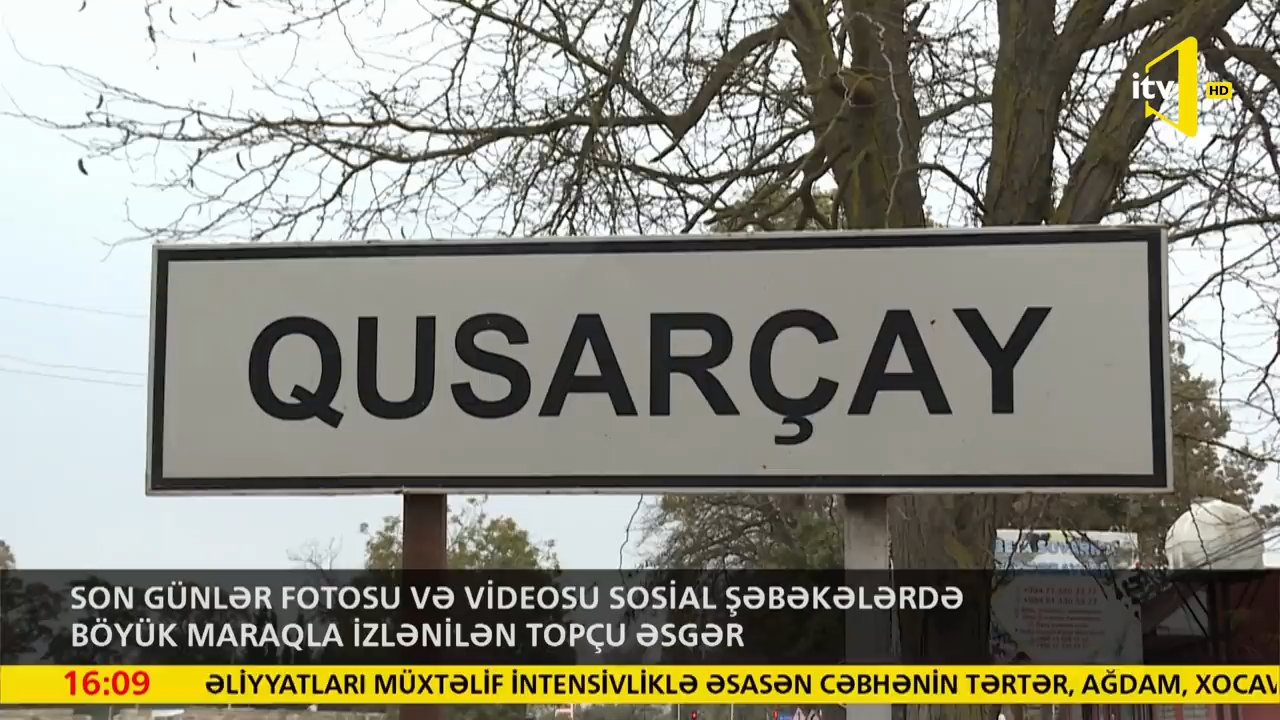 itv
HD
QUSARÇAY
SON GÜNLƏR FOTOSU VƏ VİDEOSU SOSİAL ŞƏBƏKƏLƏRDƏ
BÖYÜK MARAQLA İZLƏNİLƏN TOPÇU ƏSGƏR
16:09 ƏLİYYATLARI MÜXTƏLİF İNTENSİVLİKLƏ ƏSASƏN CƏBHƏNİN TƏRTƏR, AĞDAM, XOCAV